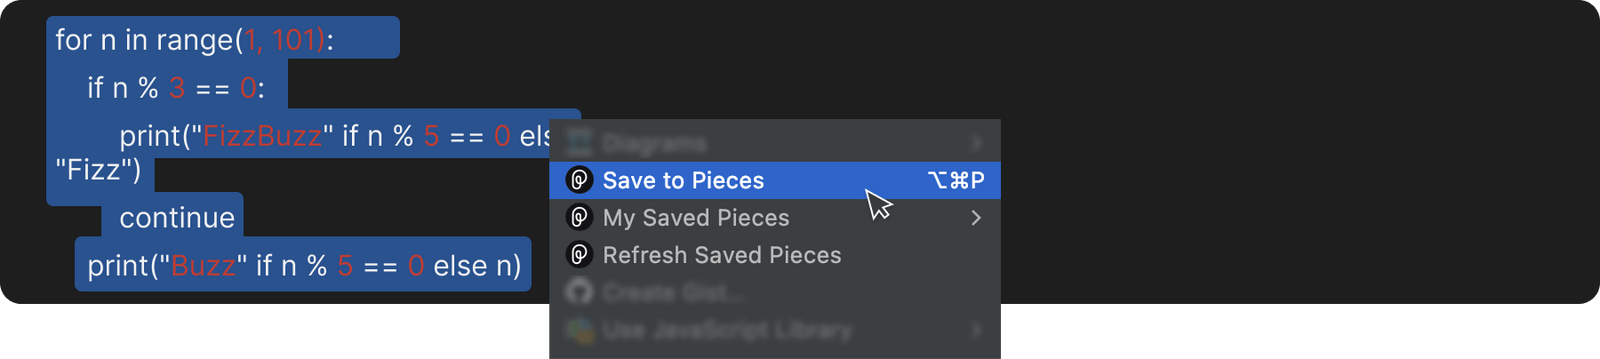 for n in range(1, 101):
if n % 3 == 0:
print("FizzBuzz" if n % 5 == 0 els
"Fizz")
continue
print("Buzz" if n % 5 == 0 else n)
Diagrams
Save to Pieces ⌥⌘P
My Saved Pieces
Refresh Saved Pieces
Create Gist...
Use JavaScript Library